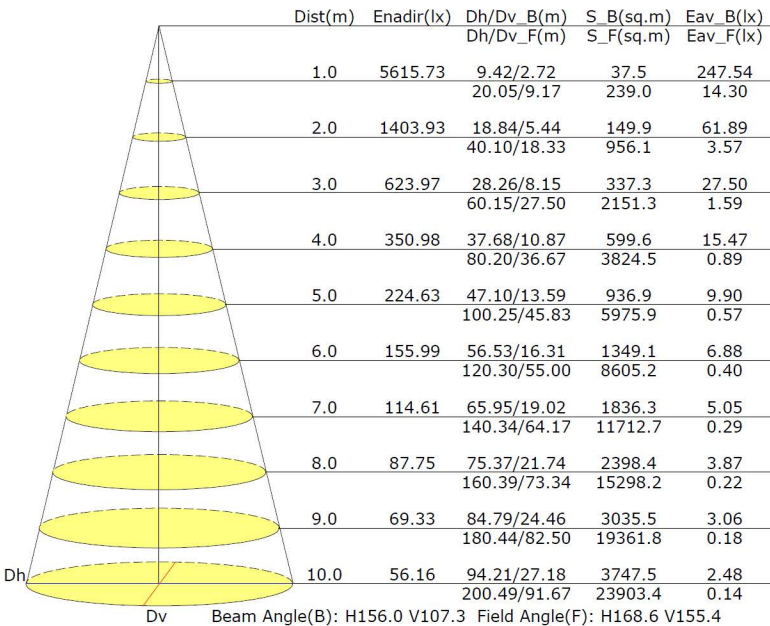 Dist(m) Enadir(lx) Dh/Dv_B(m) S_B(sq.m) Eav_B(lx)
Dh/Dv_F(m) S_F(sq.m) Eav_F(lx)
1.0 5615.73 9.42/2.72 37.5 247.54
20.05/9.17 239.0 14.30
2.0 1403.93 18.84/5.44 149.9 61.89
40.10/18.33 956.1 3.57
3.0 623.97 28.26/8.15 337.3 27.50
60.15/27.50 2151.3 1.59
4.0 350.98 37.68/10.87 599.6 15.47
80.20/36.67 3824.5 0.89
5.0 224.63 47.10/13.59 936.9 9.90
100.25/45.83 5975.9 0.57
6.0 155.99 56.53/16.31 1349.1 6.88
120.30/55.00 8605.2 0.40
7.0 114.61 65.95/19.02 1836.3 5.05
140.34/64.17 11712.7 0.29
8.0 87.75 75.37/21.74 2398.4 3.87
160.39/73.34 15298.2 0.22
9.0 69.33 84.79/24.46 3035.5 3.06
180.44/82.50 19361.8 0.18
Dh 10.0 56.16 94.21/27.18 3747.5 2.48
200.49/91.67 23903.4 0.14
Dv Beam Angle(B): H156.0 V107.3 Field Angle(F): H168.6 V155.4